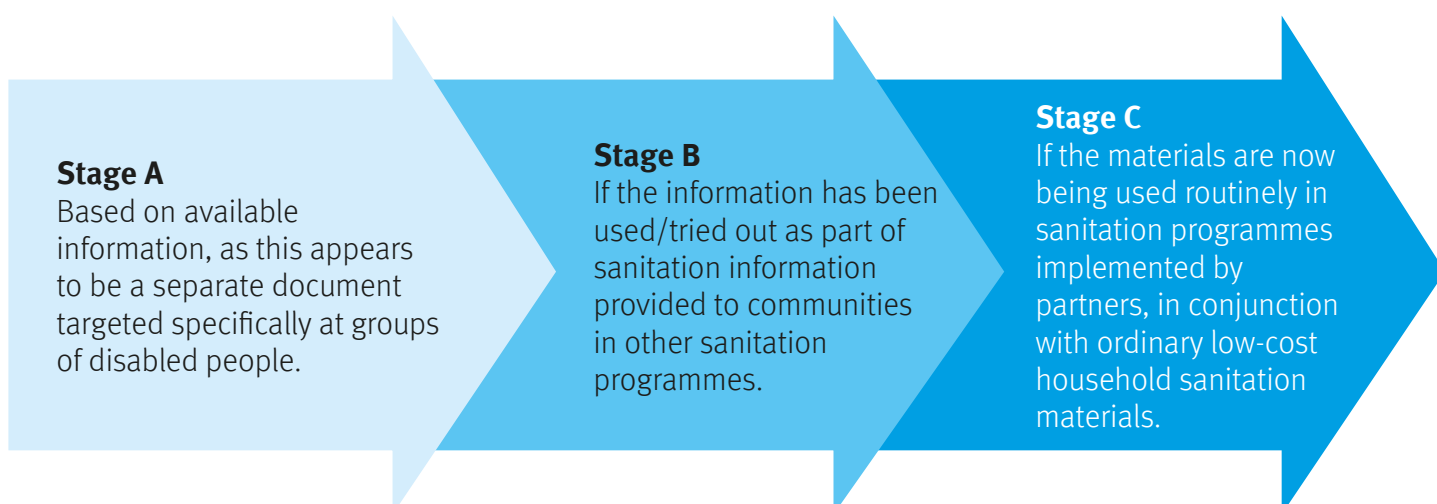 Stage A
Based on available
information, as this appears
to be a separate document
targeted specifically at groups
of disabled people.
Stage B
If the information has been
used/tried out as part of
sanitation information
provided to communities
in other sanitation
programmes.
Stage C
If the materials are now
being used routinely in
sanitation programmes
implemented by
partners, in conjunction
with ordinary low-cost
household sanitation
materials.